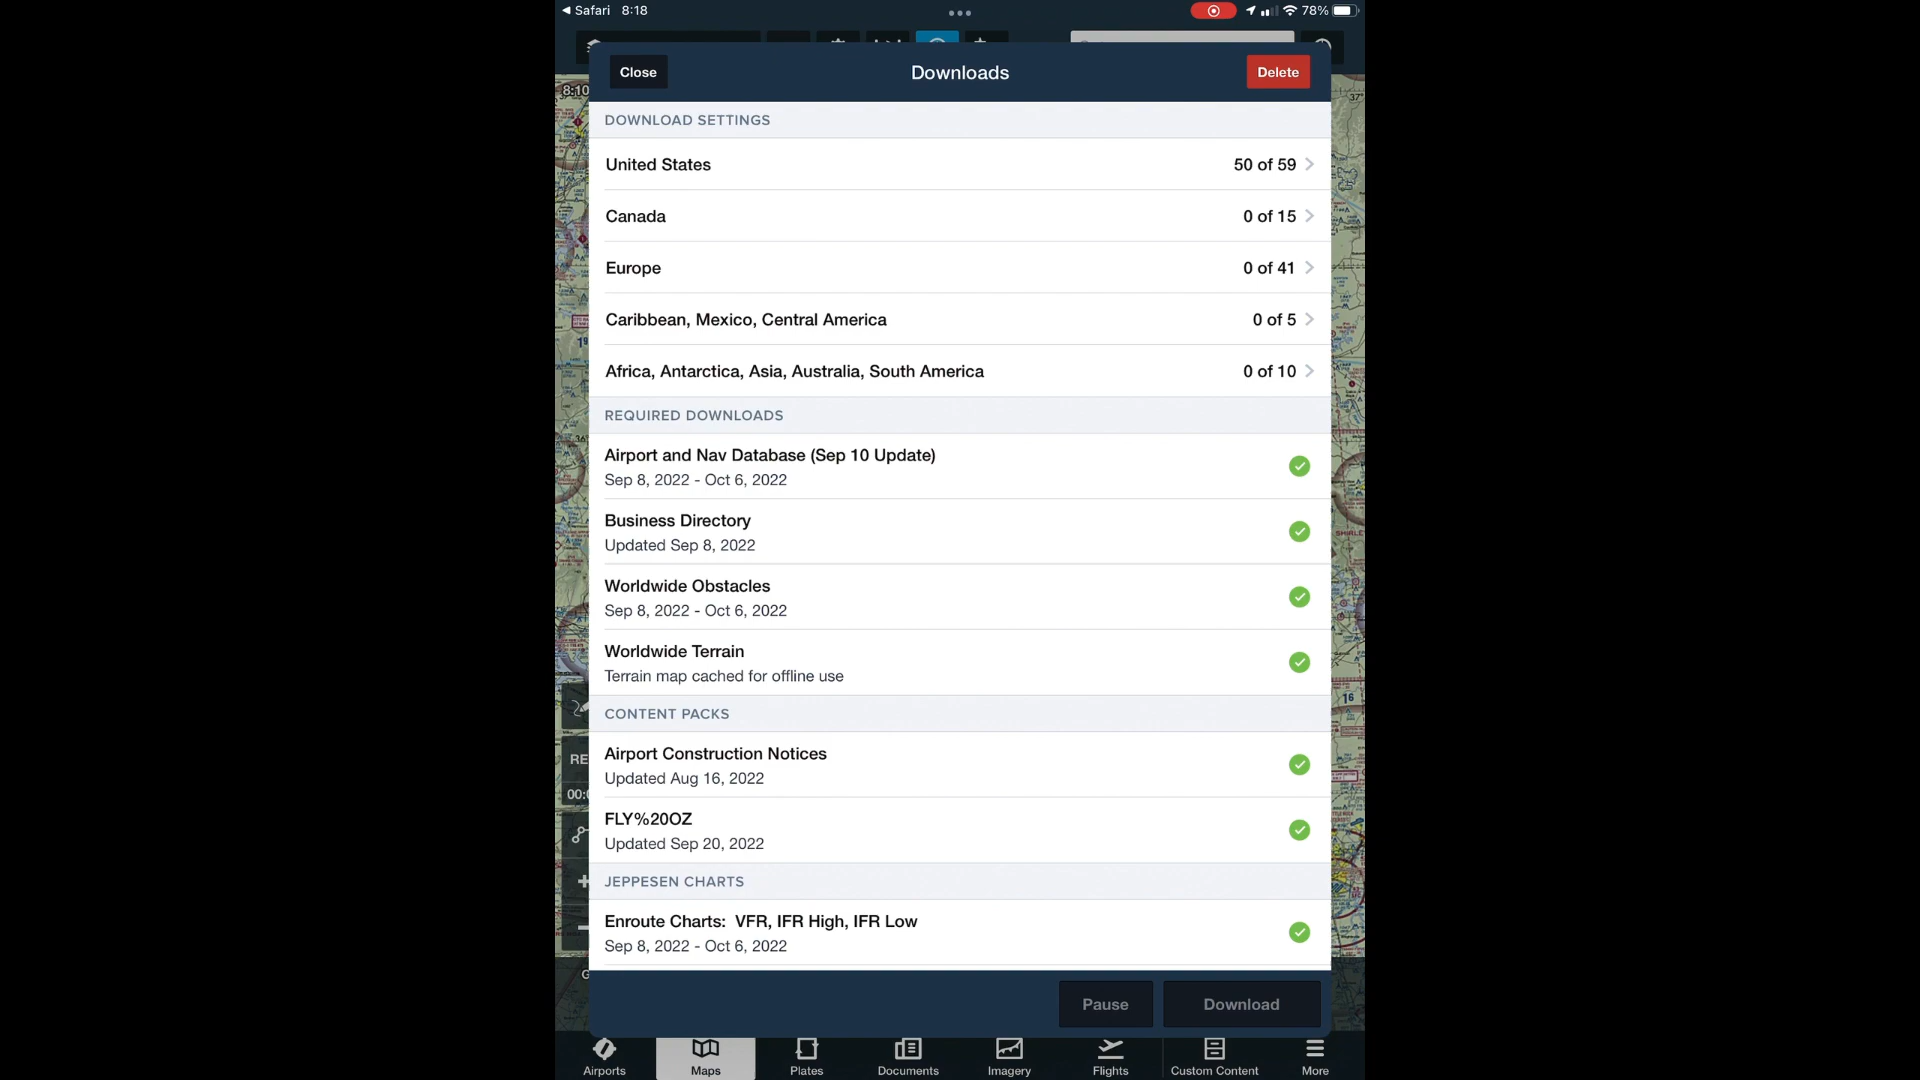 Safari 8:18
78%
Close
Downloads
Delete
8:10
37°
DOWNLOAD SETTINGS
United States
50 of 59
Canada
0 of 15
Europe
0 of 41
Caribbean, Mexico, Central America
0 of 5
Africa, Antarctica, Asia, Australia, South America
0 of 10
REQUIRED DOWNLOADS
Airport and Nav Database (Sep 10 Update)
Sep 8, 2022 - Oct 6, 2022
Business Directory
Updated Sep 8, 2022
Worldwide Obstacles
Sep 8, 2022 - Oct 6, 2022
Worldwide Terrain
Terrain map cached for offline use
16
CONTENT PACKS
Airport Construction Notices
Updated Aug 16, 2022
RE
FLY%20OZ
Updated Sep 20, 2022
JEPPESEN CHARTS
Enroute Charts: VFR, IFR High, IFR Low
Sep 8, 2022 - Oct 6, 2022
Pause
Download
Airports
Maps
Plates
Documents
Imagery
Flights
Custom Content
More